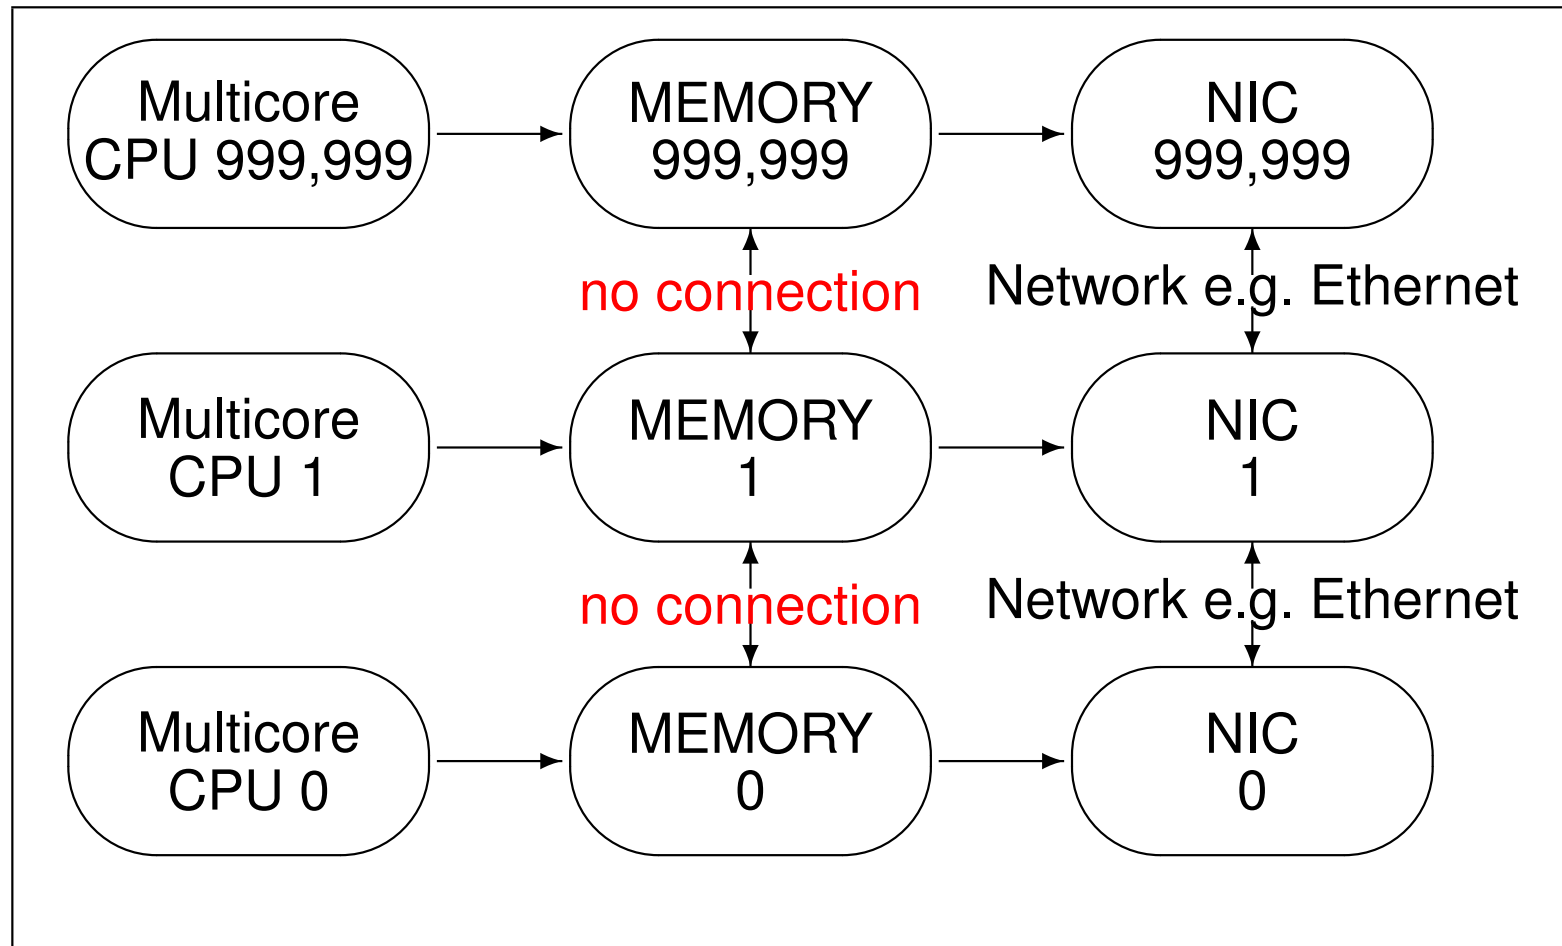 Multicore
CPU 999,999
MEMORY
999,999
NIC
999,999
no connection
Network e.g. Ethernet
Multicore
CPU 1
MEMORY
1
NIC
1
no connection
Network e.g. Ethernet
Multicore
CPU 0
MEMORY
0
NIC
0